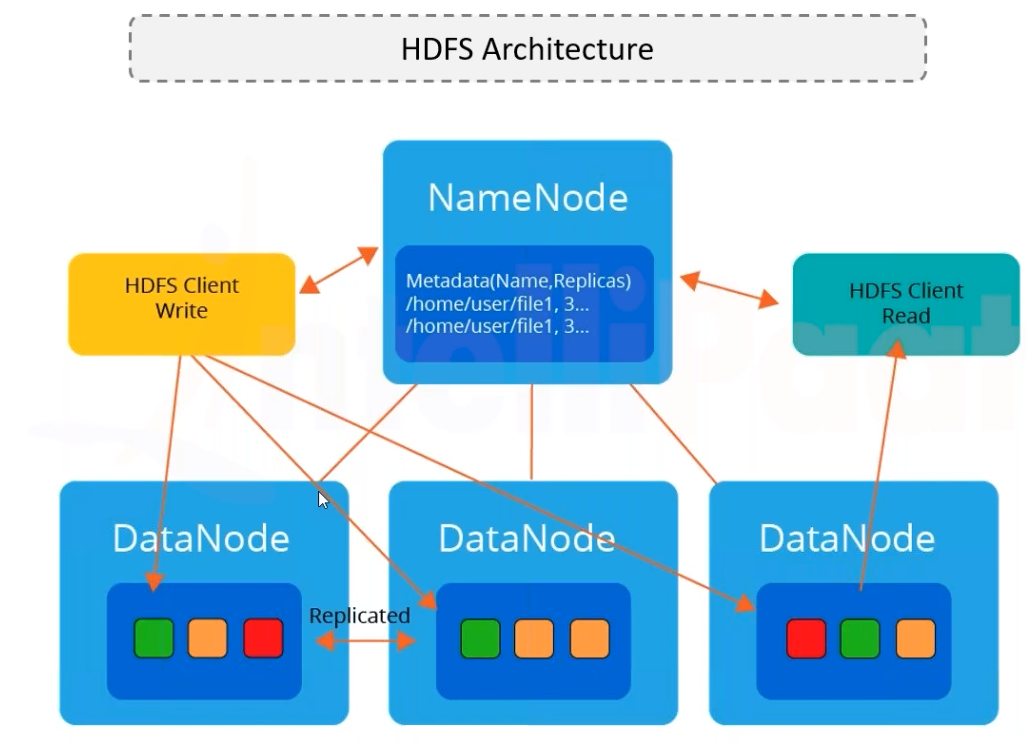 HDFS Architecture
NameNode
Metadata(Name,Replicas)
/home/user/file1, 3...
/home/user/file1, 3...
HDFS Client
Write
HDFS Client
Read
DataNode
DataNode
DataNode
Replicated